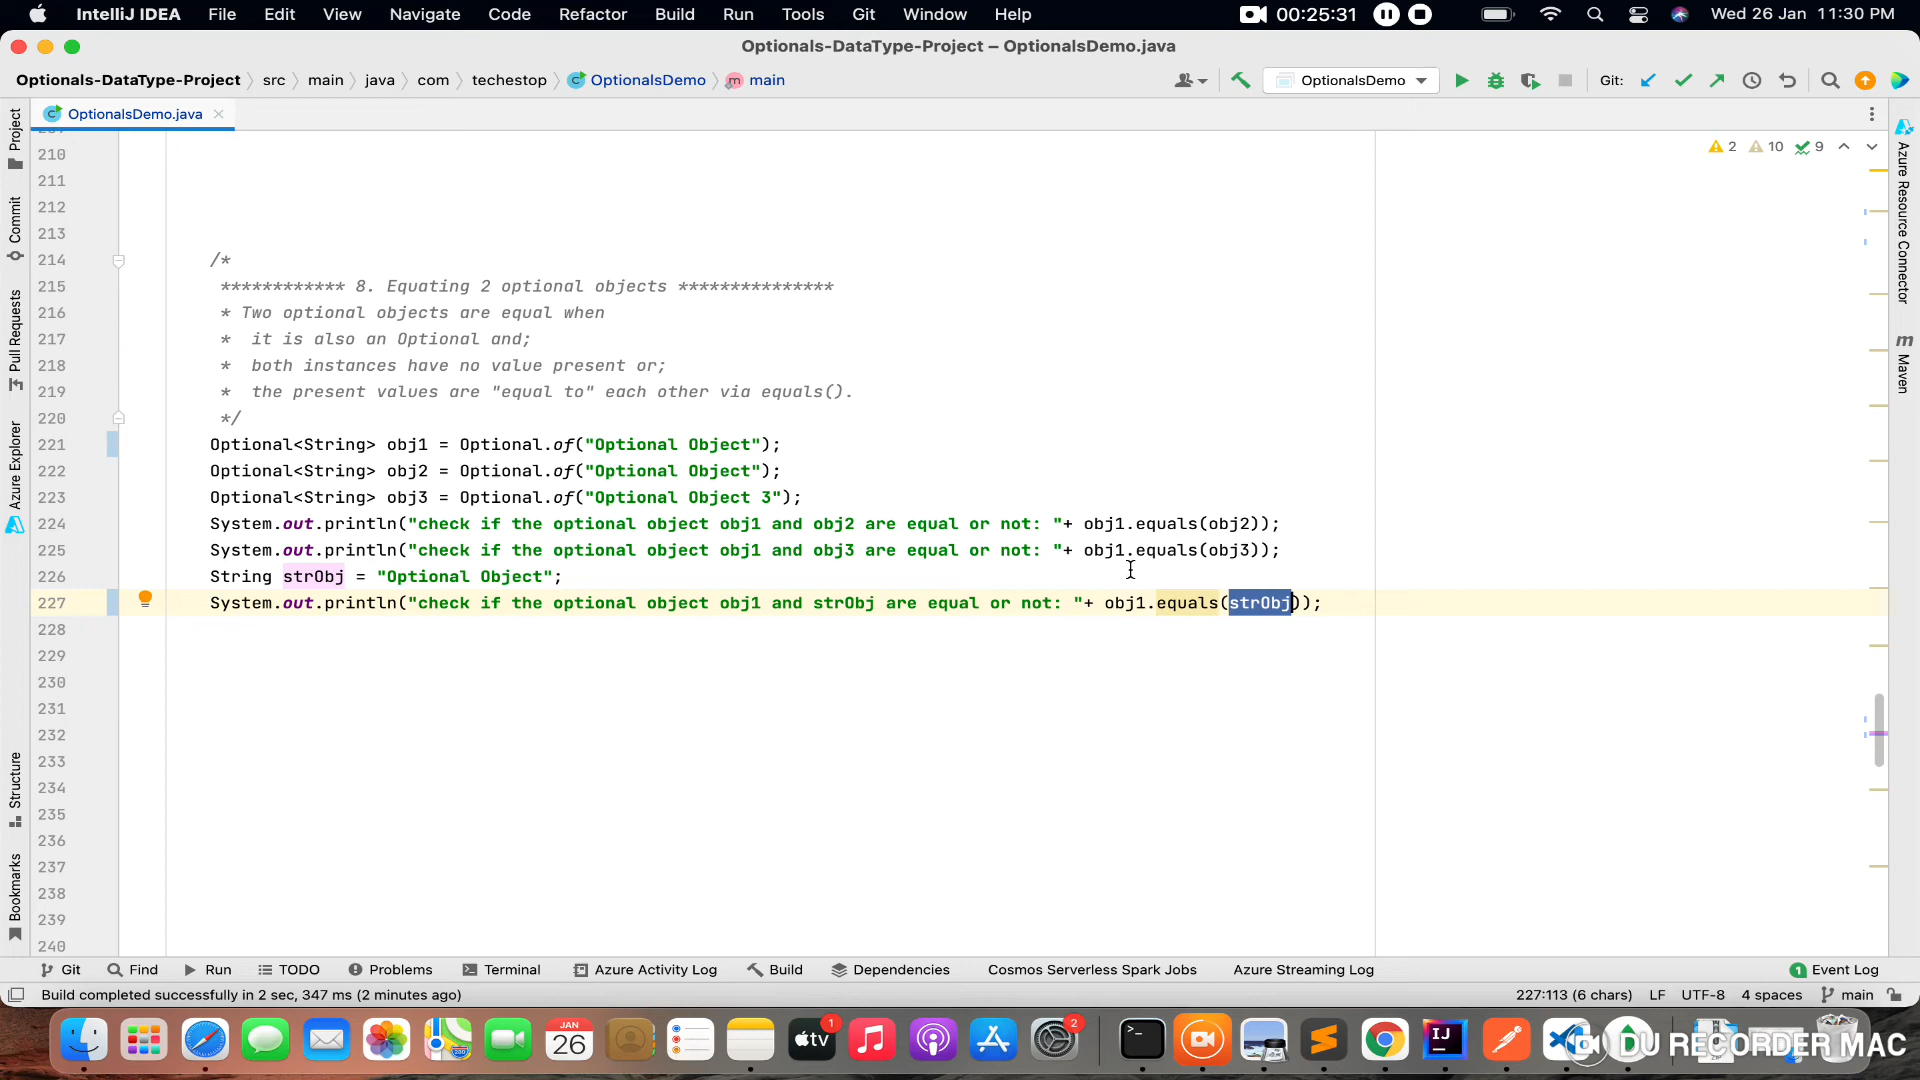 IntelliJ IDEA File Edit View Navigate Code Refactor Build Run Tools Git Window Help 00:25:31 Wed 26 Jan 11:30 PM
Optionals-DataType-Project – OptionalsDemo.java
Optionals-DataType-Project src main java com techestop OptionalsDemo main OptionalsDemo Git:
OptionalsDemo.java
2 10 9
210
211
212
213
214 /*
215 ************ 8. Equating 2 optional objects ***************
216 * Two optional objects are equal when
217 * it is also an Optional and;
218 * both instances have no value present or;
219 * the present values are "equal to" each other via equals().
220 */
221 Optional<String> obj1 = Optional.of("Optional Object");
222 Optional<String> obj2 = Optional.of("Optional Object");
223 Optional<String> obj3 = Optional.of("Optional Object 3");
224 System.out.println("check if the optional object obj1 and obj2 are equal or not: "+ obj1.equals(obj2));
225 System.out.println("check if the optional object obj1 and obj3 are equal or not: "+ obj1.equals(obj3));
226 String strObj = "Optional Object";
227 System.out.println("check if the optional object obj1 and strObj are equal or not: "+ obj1.equals(strObj));
228
229
230
231
232
233
234
235
236
237
238
239
240
Project
Commit
Pull Requests
Azure Explorer
Structure
Bookmarks
Azure Resource Connector
Maven
Git Find Run TODO Problems Terminal Azure Activity Log Build Dependencies Cosmos Serverless Spark Jobs Azure Streaming Log 1 Event Log
Build completed successfully in 2 sec, 347 ms (2 minutes ago) 227:113 (6 chars) LF UTF-8 4 spaces main
JAN
26
tv
1
2
IJ
DU RECORDER MAC